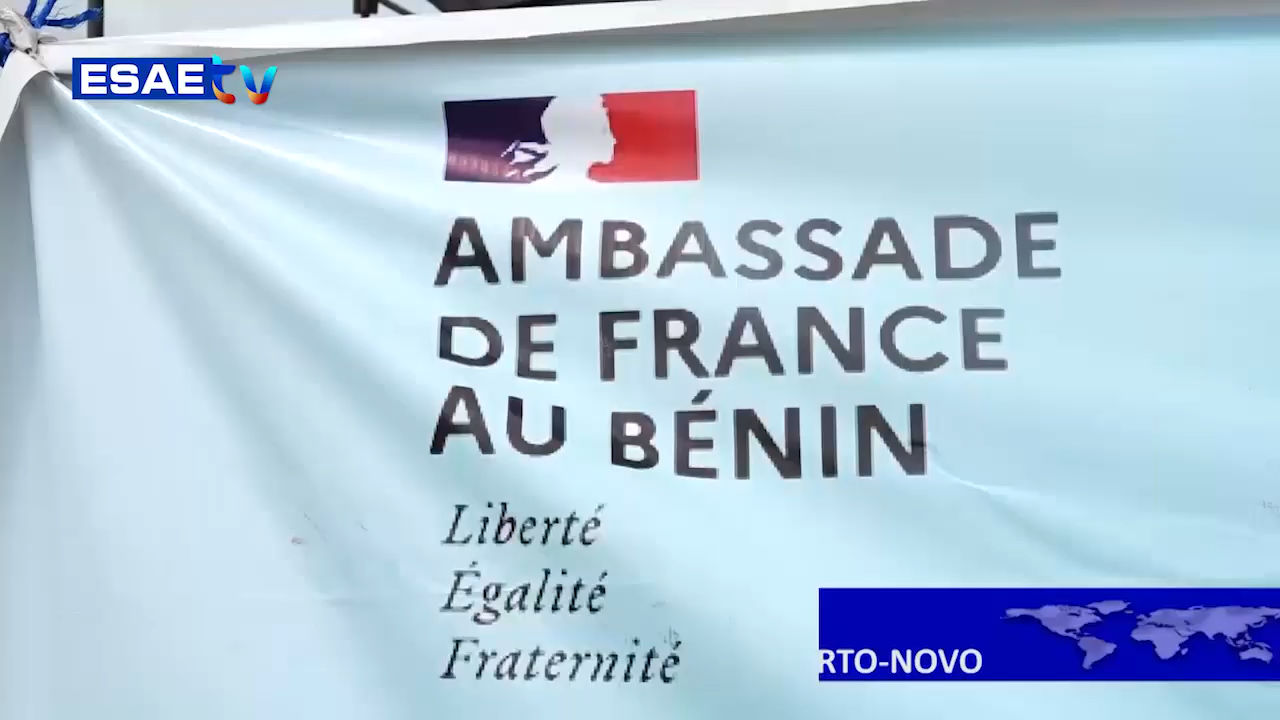 ESAE tv
AMBASSADE
DE FRANCE
AU BÉNIN
Liberté
Égalité
Fraternité
RTO-NOVO